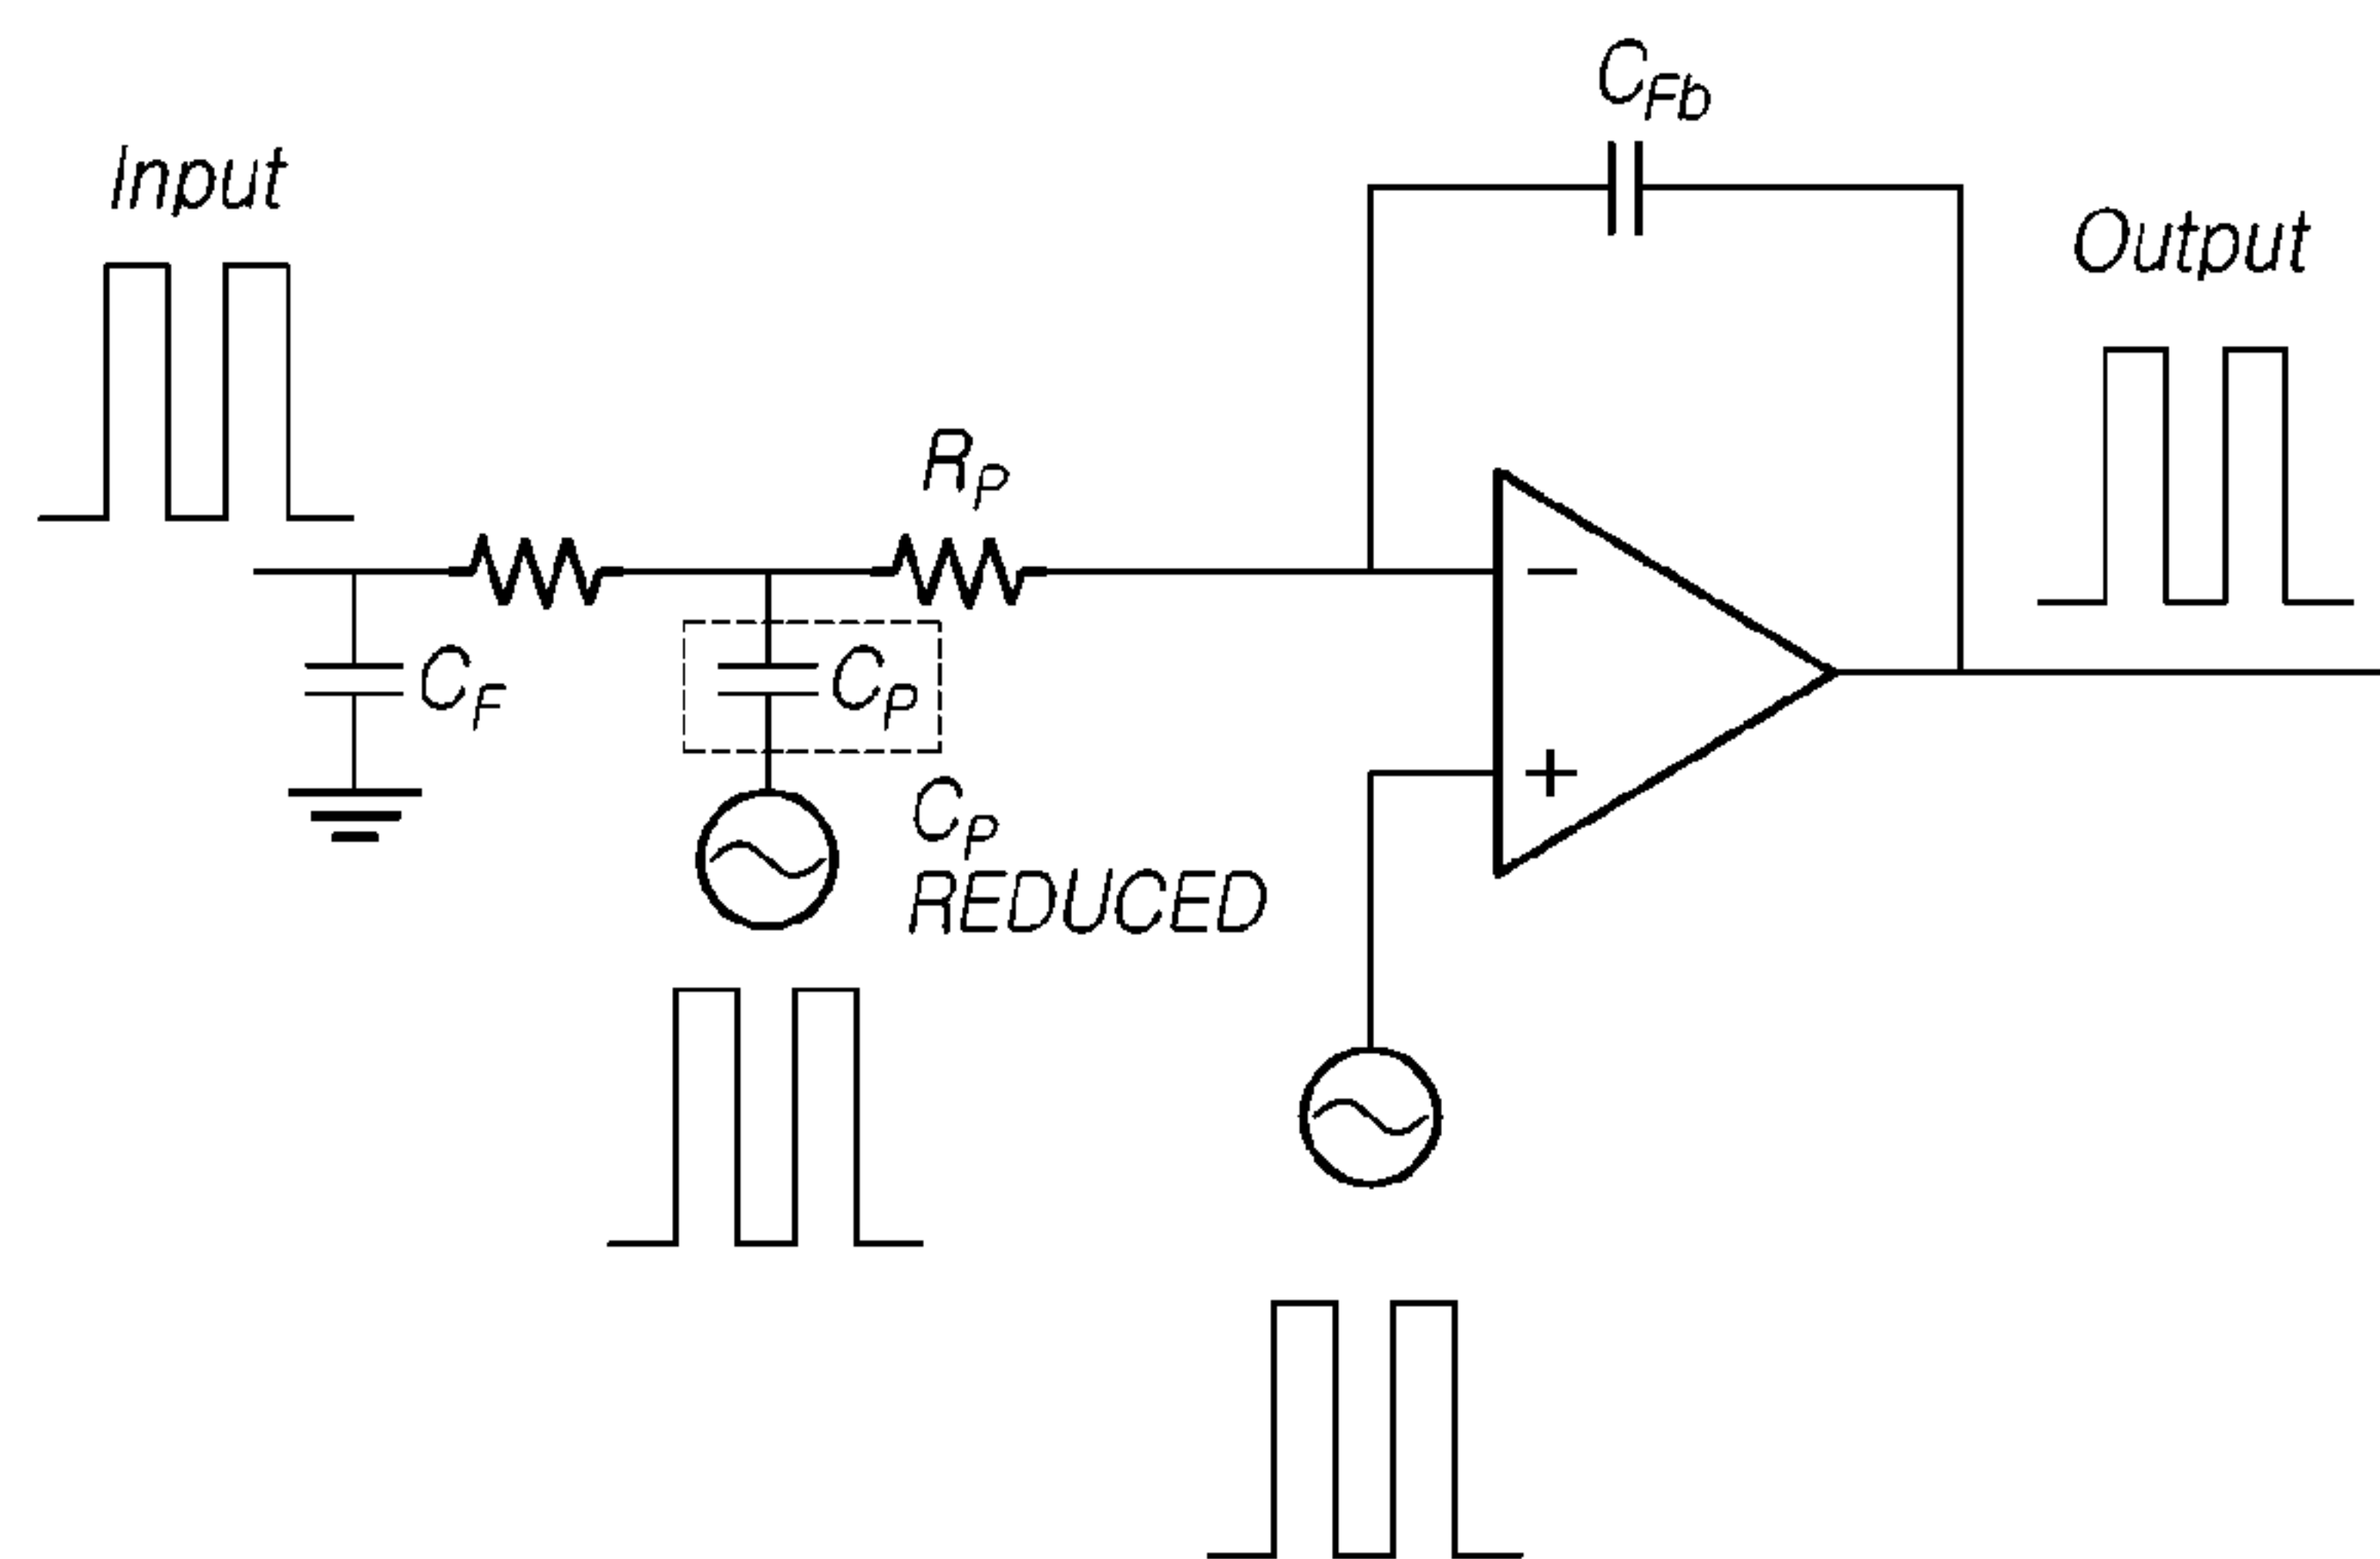 C_Fb
Input
Output
R_P
C_F
C_P
C_P
REDUCED
−
+